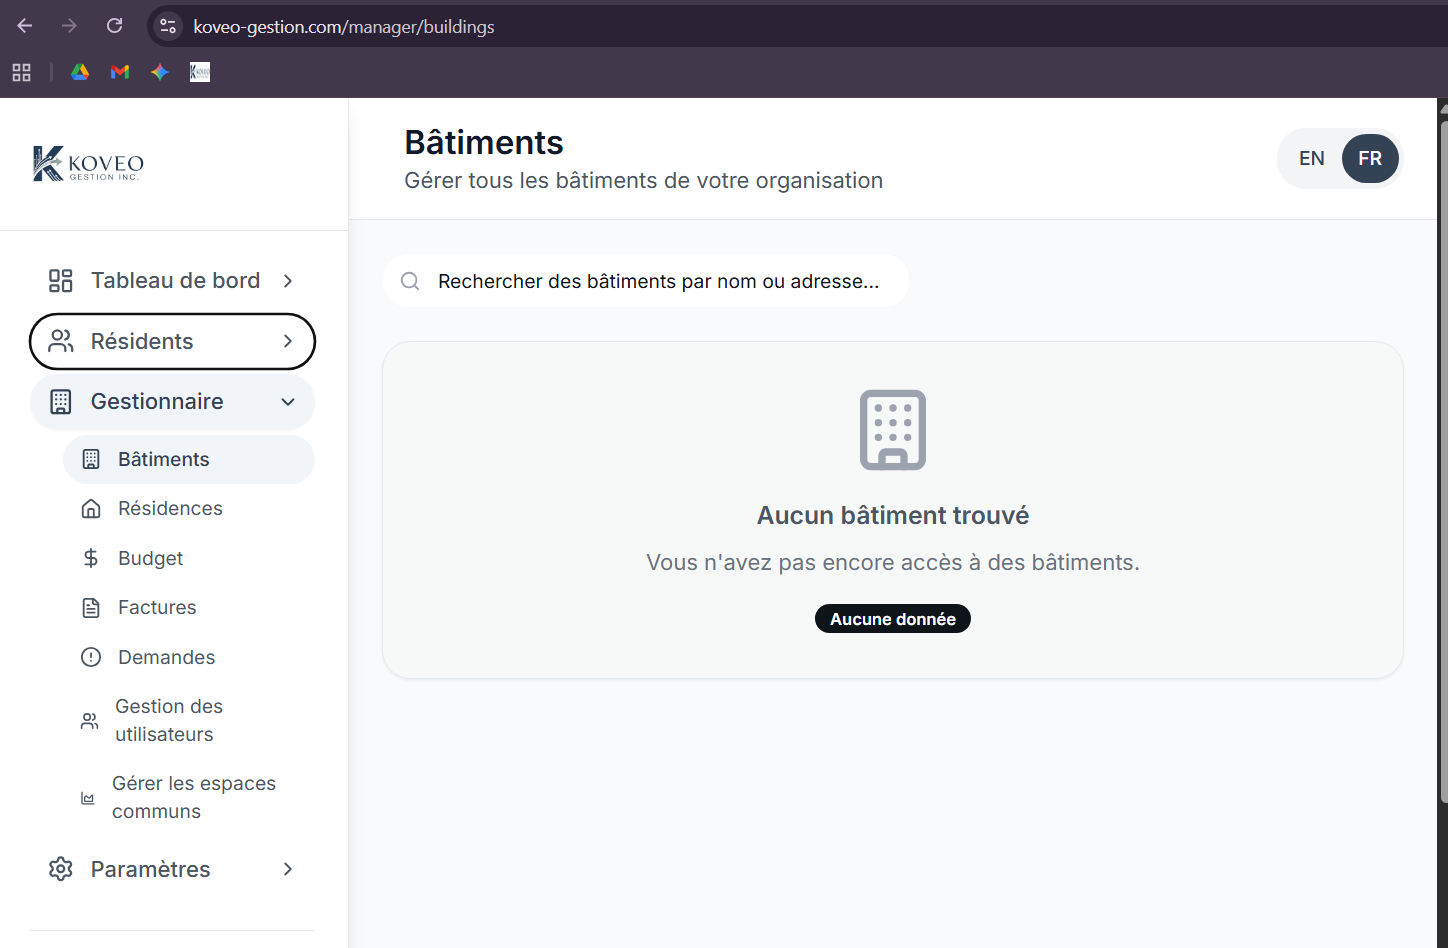 koveo-gestion.com/manager/buildings
KOVEO
GESTION INC.
Bâtiments
Gérer tous les bâtiments de votre organisation
EN
FR
Tableau de bord
Résidents
Gestionnaire
Bâtiments
Résidences
Budget
Factures
Demandes
Gestion des
utilisateurs
Gérer les espaces
communs
Paramètres
Rechercher des bâtiments par nom ou adresse...
Aucun bâtiment trouvé
Vous n'avez pas encore accès à des bâtiments.
Aucune donnée